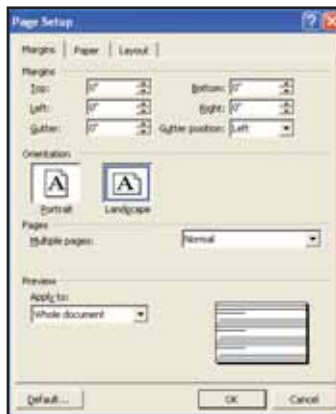 Page Setup
Margins Paper Layout
Margins
Top: 0" Bottom: 0"
Left: 0" Right: 0"
Gutter: 0" Gutter position: Left
Orientation
A A
Portrait Landscape
Pages
Multiple pages: Normal
Preview
Apply to:
Whole document
Default... OK Cancel